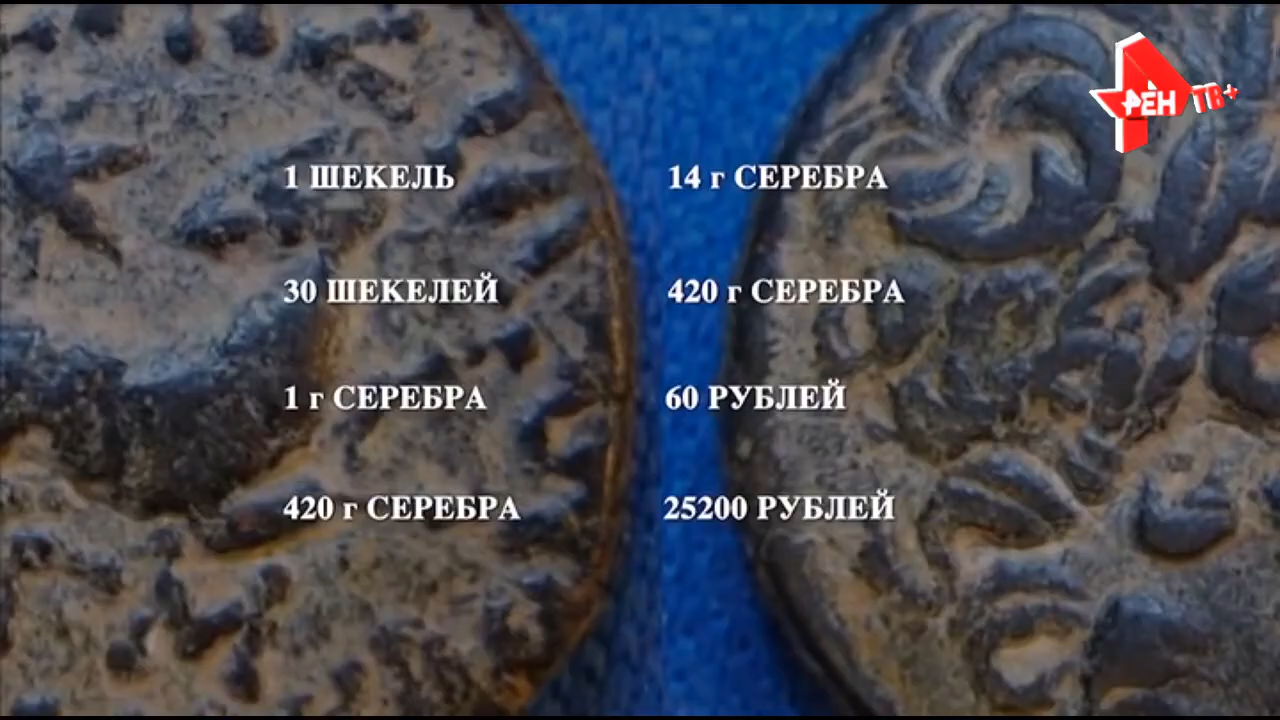 РЕН ТВ+
1 ШЕКЕЛЬ 14 г СЕРЕБРА
30 ШЕКЕЛЕЙ 420 г СЕРЕБРА
1 г СЕРЕБРА 60 РУБЛЕЙ
420 г СЕРЕБРА 25200 РУБЛЕЙ